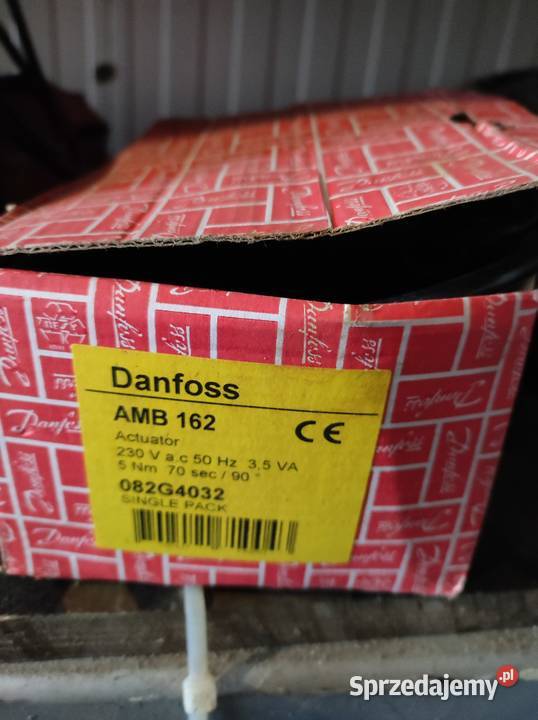 Danfoss
AMB 162
CE
Actuator
230 V a.c 50 Hz 3,5 VA
5 Nm 70 sec / 90 °
082G4032
SINGLE PACK
Sprzedajemy.pl